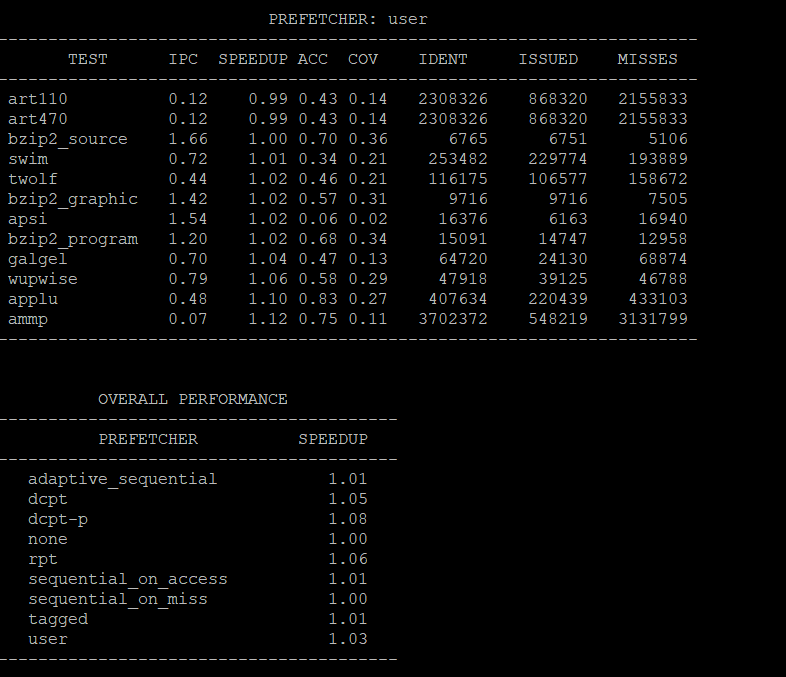 PREFETCHER: user
--------------------------------------------------------------------------------
TEST IPC SPEEDUP ACC COV IDENT ISSUED MISSES
--------------------------------------------------------------------------------
art110 0.12 0.99 0.43 0.14 2308326 868320 2155833
art470 0.12 0.99 0.43 0.14 2308326 868320 2155833
bzip2_source 1.66 1.00 0.70 0.36 6765 6751 5106
swim 0.72 1.01 0.34 0.21 253482 229774 193889
twolf 0.44 1.02 0.46 0.21 116175 106577 158672
bzip2_graphic 1.42 1.02 0.57 0.31 9716 9716 7505
apsi 1.54 1.02 0.06 0.02 16376 6163 16940
bzip2_program 1.20 1.02 0.68 0.34 15091 14747 12958
galgel 0.70 1.04 0.47 0.13 64720 24130 68874
wupwise 0.79 1.06 0.58 0.29 47918 39125 46788
applu 0.48 1.10 0.83 0.27 407634 220439 433103
ammp 0.07 1.12 0.75 0.11 3702372 548219 3131799
--------------------------------------------------------------------------------
OVERALL PERFORMANCE
----------------------------------------
PREFETCHER SPEEDUP
----------------------------------------
adaptive_sequential 1.01
dcpt 1.05
dcpt-p 1.08
none 1.00
rpt 1.06
sequential_on_access 1.01
sequential_on_miss 1.00
tagged 1.01
user 1.03
----------------------------------------